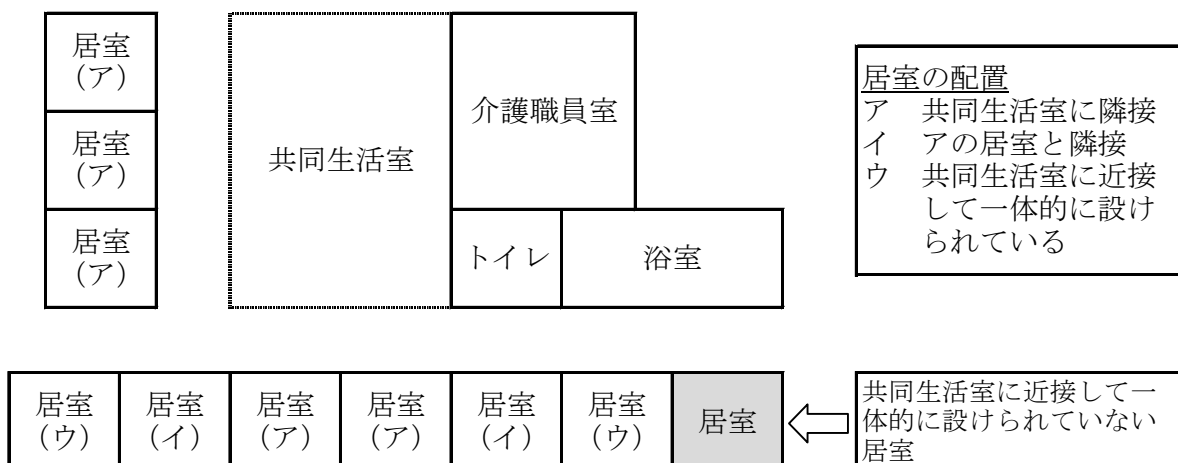 居室
（ア）
居室
（ア）
居室
（ア）
共同生活室
介護職員室
トイレ
浴室
居室の配置
ア　共同生活室に隣接
イ　アの居室と隣接
ウ　共同生活室に近接
して一体的に設け
られている
居室
（ウ）
居室
（イ）
居室
（ア）
居室
（ア）
居室
（イ）
居室
（ウ）
居室
共同生活室に近接して一
体的に設けられていない
居室